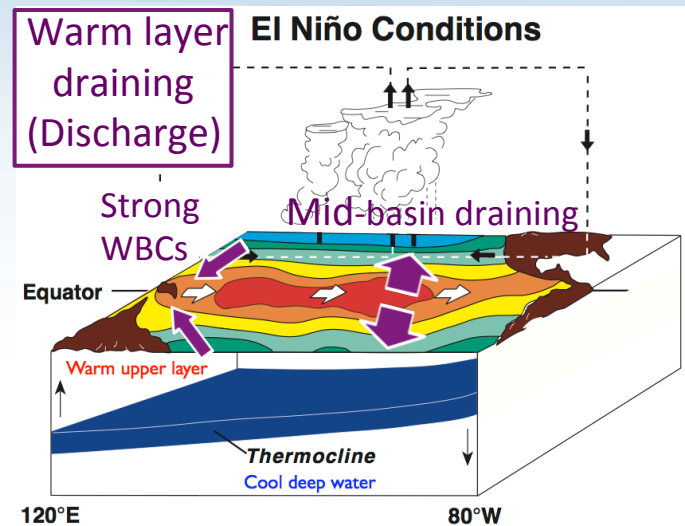 Warm layer
draining
(Discharge)
El Niño Conditions
Strong
WBCs
Mid-basin draining
Equator
Warm upper layer
Thermocline
Cool deep water
120°E
80°W